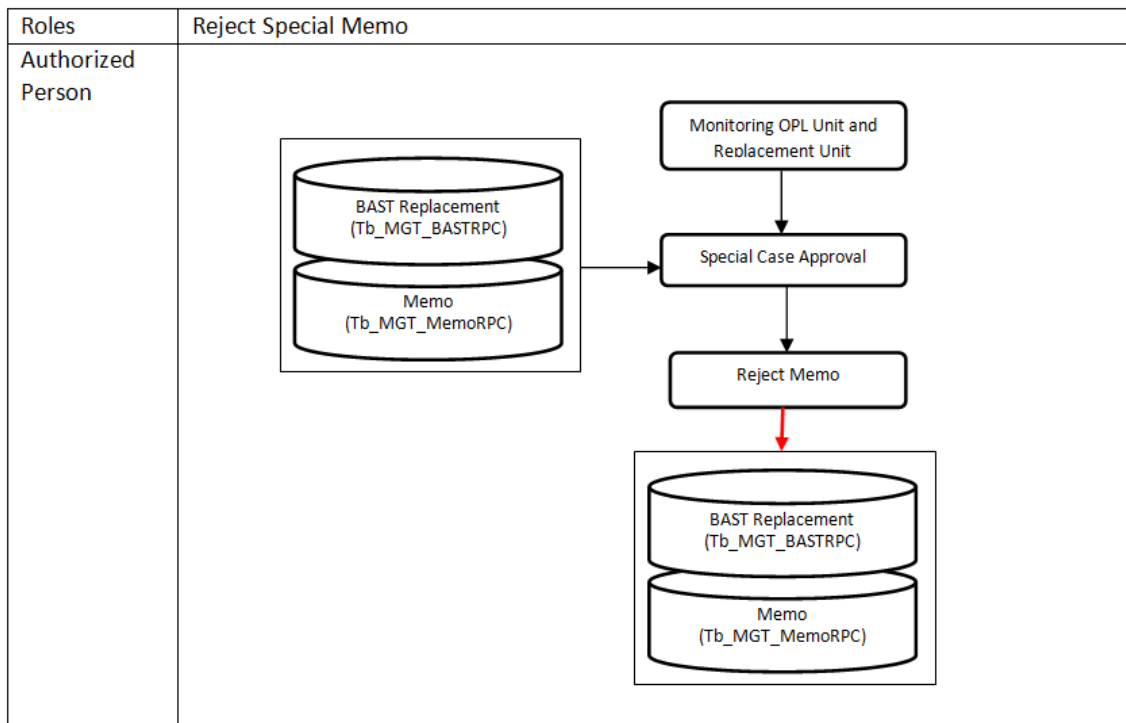 Roles
Reject Special Memo
Authorized
Person
Monitoring OPL Unit and
Replacement Unit
BAST Replacement
(Tb_MGT_BASTRPC)
Memo
(Tb_MGT_MemoRPC)
Special Case Approval
Reject Memo
BAST Replacement
(Tb_MGT_BASTRPC)
Memo
(Tb_MGT_MemoRPC)